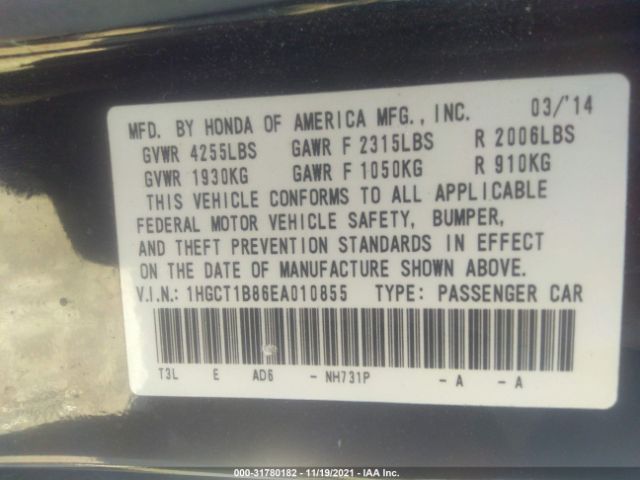 MFD. BY HONDA OF AMERICA MFG., INC. 03/'14
GVWR 4255LBS GAWR F 2315LBS R 2006LBS
GVWR 1930KG GAWR F 1050KG R 910KG
THIS VEHICLE CONFORMS TO ALL APPLICABLE
FEDERAL MOTOR VEHICLE SAFETY, BUMPER,
AND THEFT PREVENTION STANDARDS IN EFFECT
ON THE DATE OF MANUFACTURE SHOWN ABOVE.
V.I.N.: 1HGCT1B86EA010855 TYPE: PASSENGER CAR
T3L E AD6 - NH731P - A - A
000-31780182 - 11/19/2021 - IAA Inc.